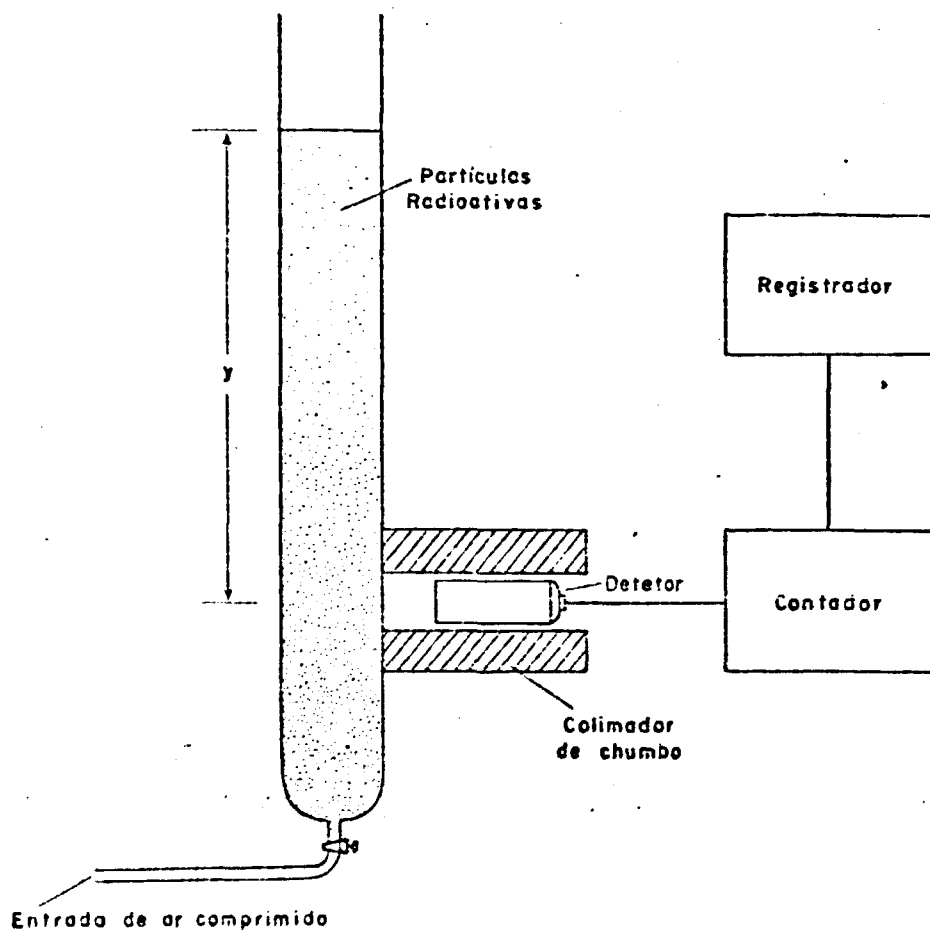 Partículas
Radioativas
Registrador
y
Detetor
Contador
Colimador
de chumbo
Entrada de ar comprimido